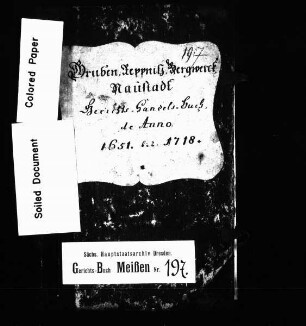 Colored Paper
Soiled Document
197
Gruben, Reppnitz, Bergwerck
Naustadt
Gerichts-Handels-Buch
de Anno
1651. bis 1718.
Sächs. Hauptstaatsarchiv Dresden.
Gerichts-Buch Meißen Nr. 197.